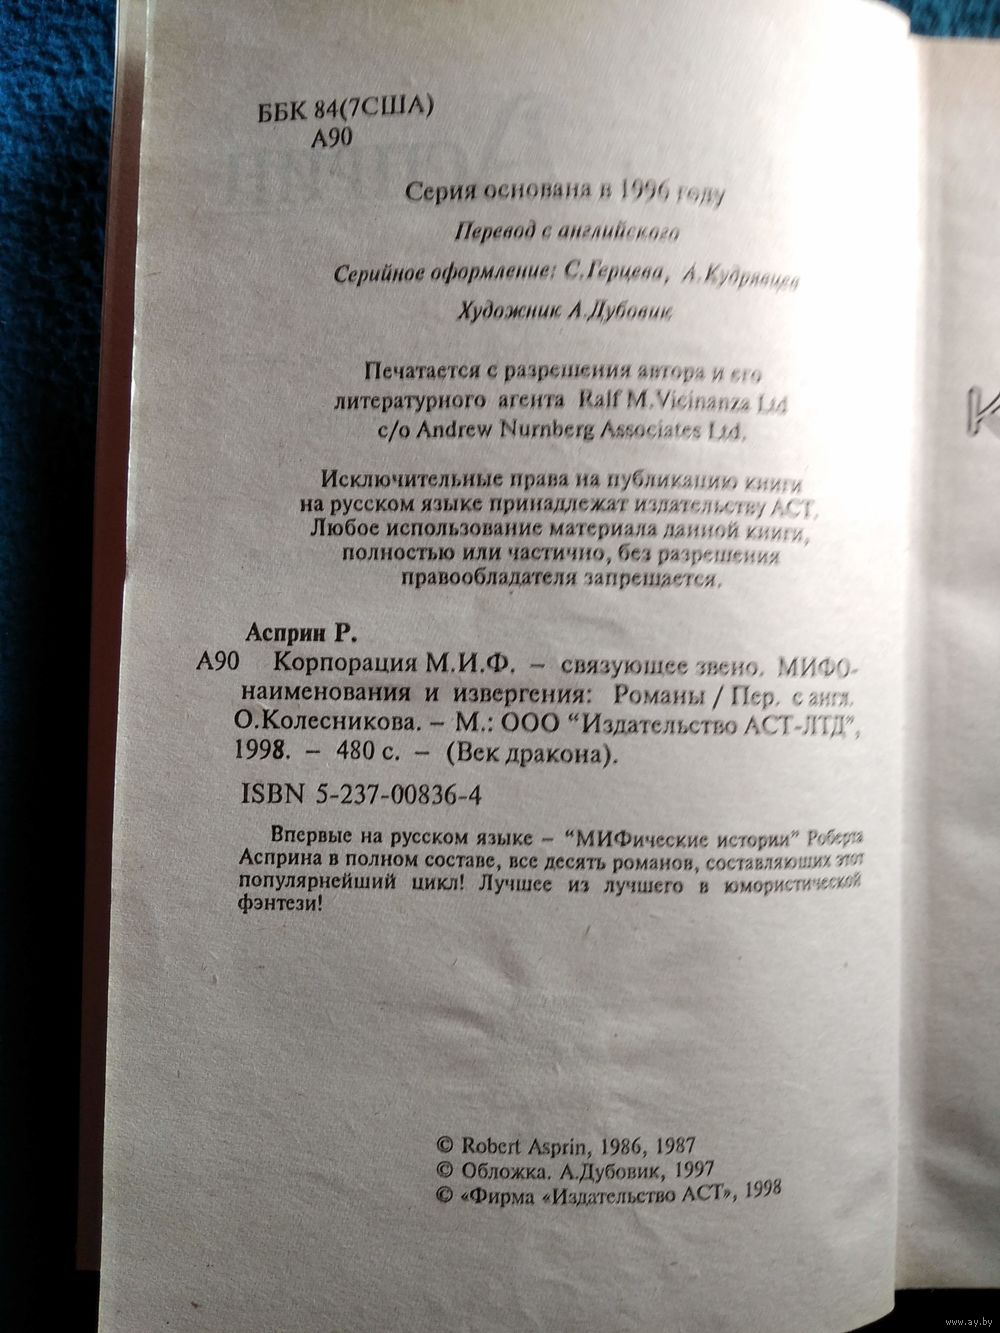 ББК 84(7США)
А90
Серия основана в 1996 году
Перевод с английского
Серийное оформление: С.Герцева, А.Кудрявцев
Художник А.Дубовик
Печатается с разрешения автора и его
литературного агента Ralf M.Vicinanza Ltd
c/o Andrew Nurnberg Associates Ltd.
Исключительные права на публикацию книги
на русском языке принадлежат издательству АСТ.
Любое использование материала данной книги,
полностью или частично, без разрешения
правообладателя запрещается.
Асприн Р.
А90 Корпорация М.И.Ф. – связующее звено. МИФО-
наименования и извергения: Романы / Пер. с англ.
О.Колесникова. – М.: ООО “Издательство АСТ-ЛТД”,
1998. – 480 с. – (Век дракона).
ISBN 5-237-00836-4
Впервые на русском языке – “МИФические истории” Роберта
Асприна в полном составе, все десять романов, составляющих этот
популярнейший цикл! Лучшее из лучшего в юмористической
фэнтези!
© Robert Asprin, 1986, 1987
© Обложка. А.Дубовик, 1997
© «Фирма «Издательство АСТ», 1998
К
www.ay.by